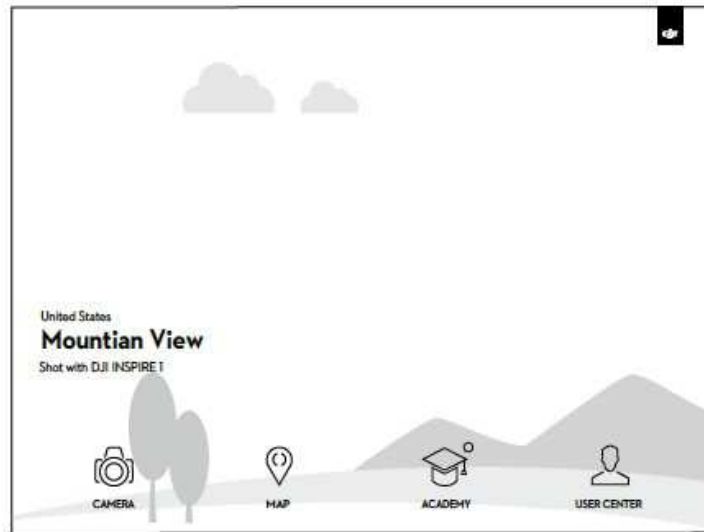 United States
Mountian View
Shot with DJI INSPIRE 1
CAMERA
MAP
ACADEMY
USER CENTER